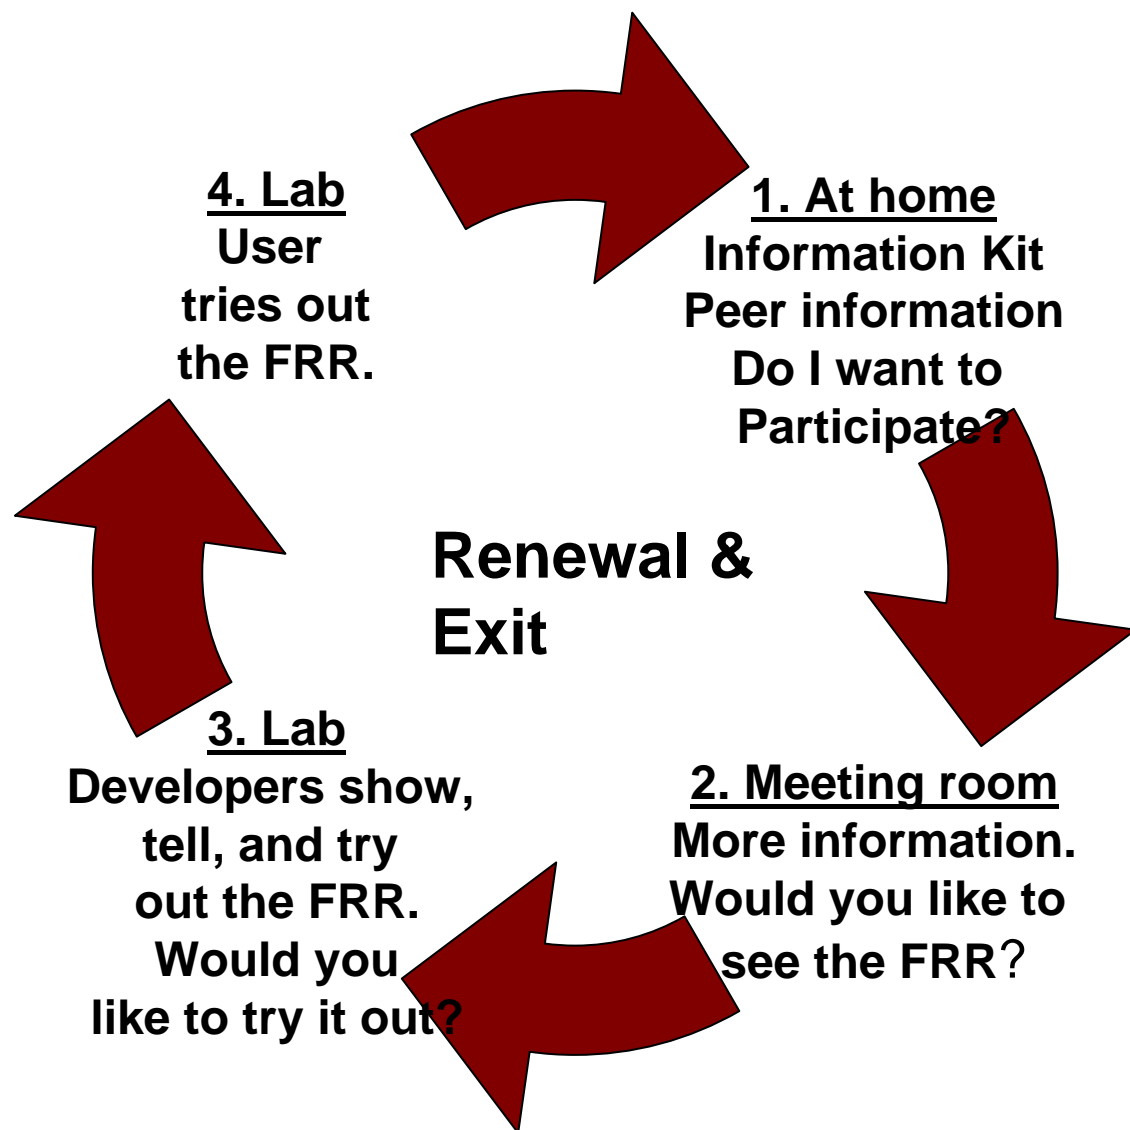 1. At home
Information Kit
Peer information
Do I want to
Participate?
2. Meeting room
More information.
Would you like to
see the FRR?
3. Lab
Developers show,
tell, and try
out the FRR.
Would you
like to try it out?
4. Lab
User
tries out
the FRR.
Renewal &
Exit